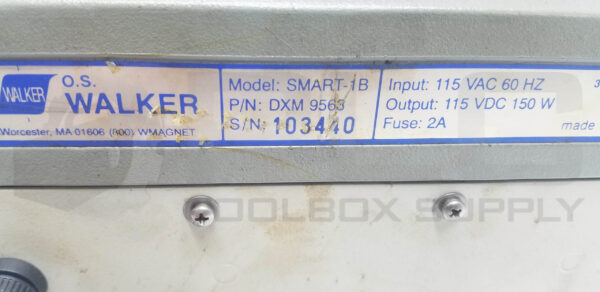 O.S.
WALKER
WALKER
Worcester, MA 01606 (800) WMAGNET
Model: SMART-1B
P/N: DXM 9563
S/N: 103440
Input: 115 VAC 60 HZ
Output: 115 VDC 150 W
Fuse: 2A
3
made
TOOLBOX SUPPLY